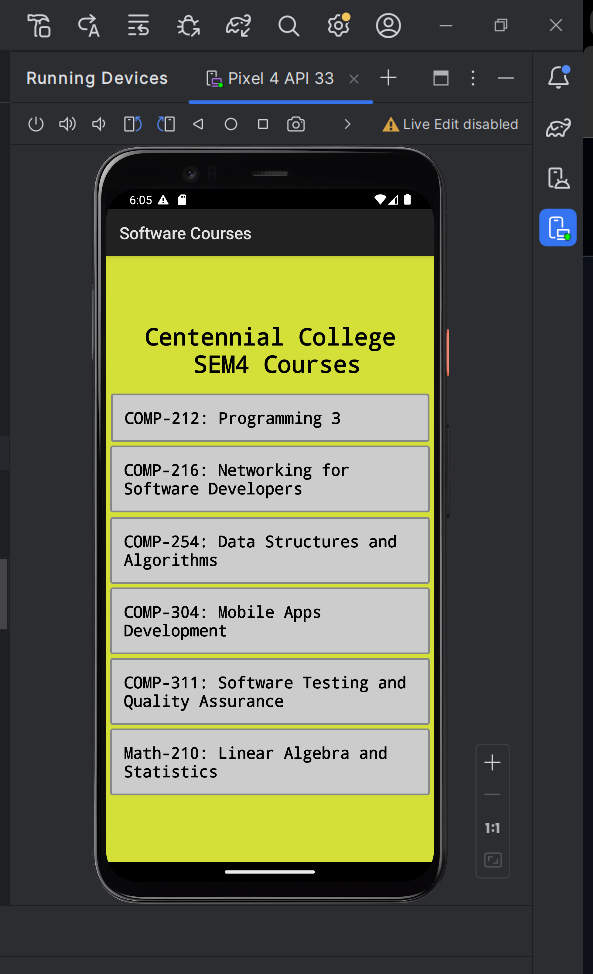 Running Devices
Pixel 4 API 33
Live Edit disabled
6:05
Software Courses
Centennial College
SEM4 Courses
COMP-212: Programming 3
COMP-216: Networking for
Software Developers
COMP-254: Data Structures and
Algorithms
COMP-304: Mobile Apps
Development
COMP-311: Software Testing and
Quality Assurance
Math-210: Linear Algebra and
Statistics
1:1